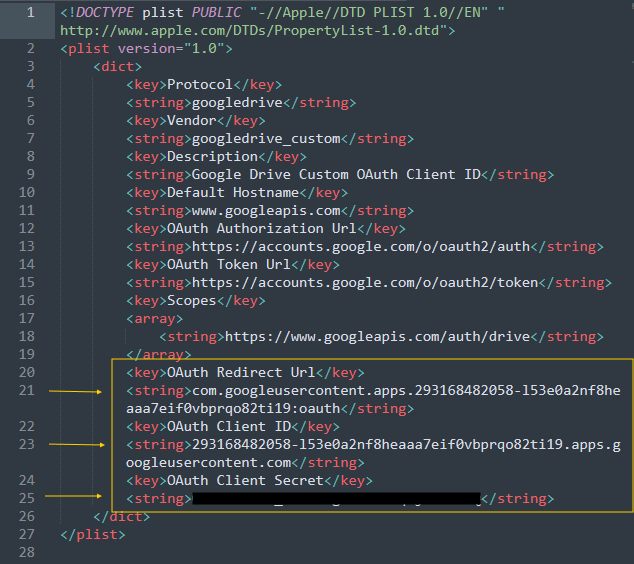 1 <!DOCTYPE plist PUBLIC "-//Apple//DTD PLIST 1.0//EN" "
http://www.apple.com/DTDs/PropertyList-1.0.dtd">
2 <plist version="1.0">
3 <dict>
4 <key>Protocol</key>
5 <string>googledrive</string>
6 <key>Vendor</key>
7 <string>googledrive_custom</string>
8 <key>Description</key>
9 <string>Google Drive Custom OAuth Client ID</string>
10 <key>Default Hostname</key>
11 <string>www.googleapis.com</string>
12 <key>OAuth Authorization Url</key>
13 <string>https://accounts.google.com/o/oauth2/auth</string>
14 <key>OAuth Token Url</key>
15 <string>https://accounts.google.com/o/oauth2/token</string>
16 <key>Scopes</key>
17 <array>
18 <string>https://www.googleapis.com/auth/drive</string>
19 </array>
20 <key>OAuth Redirect Url</key>
21 <string>com.googleusercontent.apps.293168482058-l53e0a2nf8he
aaa7eif0vbprqo82ti19:oauth</string>
22 <key>OAuth Client ID</key>
23 <string>293168482058-l53e0a2nf8heaaa7eif0vbprqo82ti19.apps.g
oogleusercontent.com</string>
24 <key>OAuth Client Secret</key>
25 <string></string>
26 </dict>
27 </plist>
28